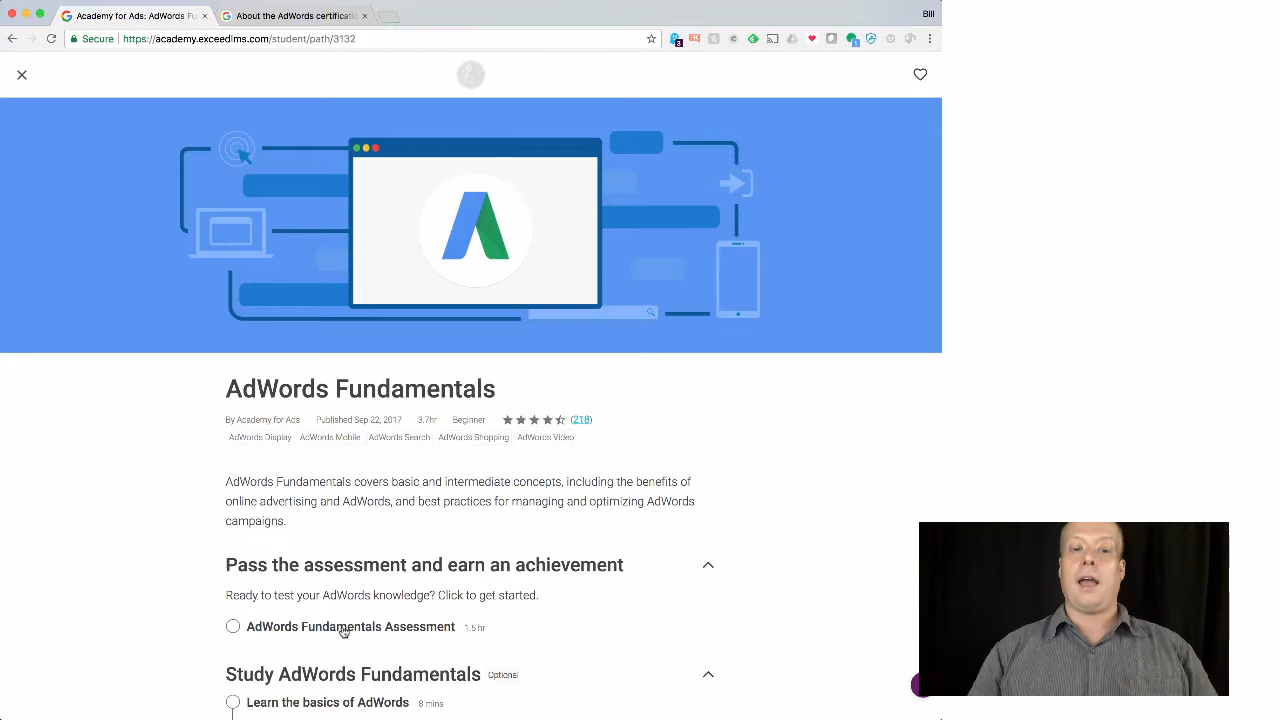 Academy for Ads: AdWords Fu
About the AdWords certificatio
Bill
Secure
https://academy.exceedlms.com/student/path/3132
3
1
AdWords Fundamentals
By Academy for Ads Published Sep 22, 2017 3.7hr Beginner (218)
AdWords Display AdWords Mobile AdWords Search AdWords Shopping AdWords Video
AdWords Fundamentals covers basic and intermediate concepts, including the benefits of
online advertising and AdWords, and best practices for managing and optimizing AdWords
campaigns.
Pass the assessment and earn an achievement
Ready to test your AdWords knowledge? Click to get started.
AdWords Fundamentals Assessment 1.5 hr
Study AdWords Fundamentals Optional
Learn the basics of AdWords 8 mins